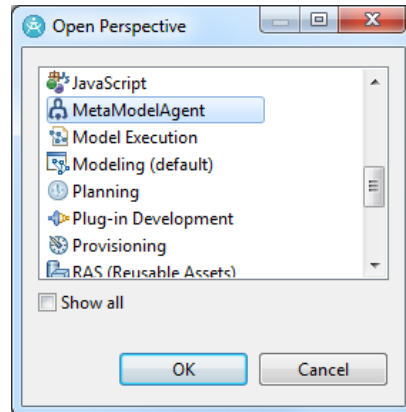 Open Perspective
JavaScript
MetaModelAgent
Model Execution
Modeling (default)
Planning
Plug-in Development
Provisioning
RAS (Reusable Assets)
Show all
OK
Cancel